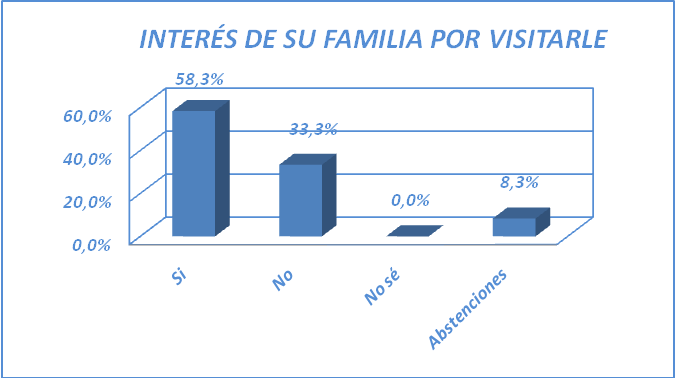 INTERÉS DE SU FAMILIA POR VISITARLE
58,3%
33,3%
0,0%
8,3%
60,0%
40,0%
20,0%
0,0%
Si
No
No sé
Abstenciones